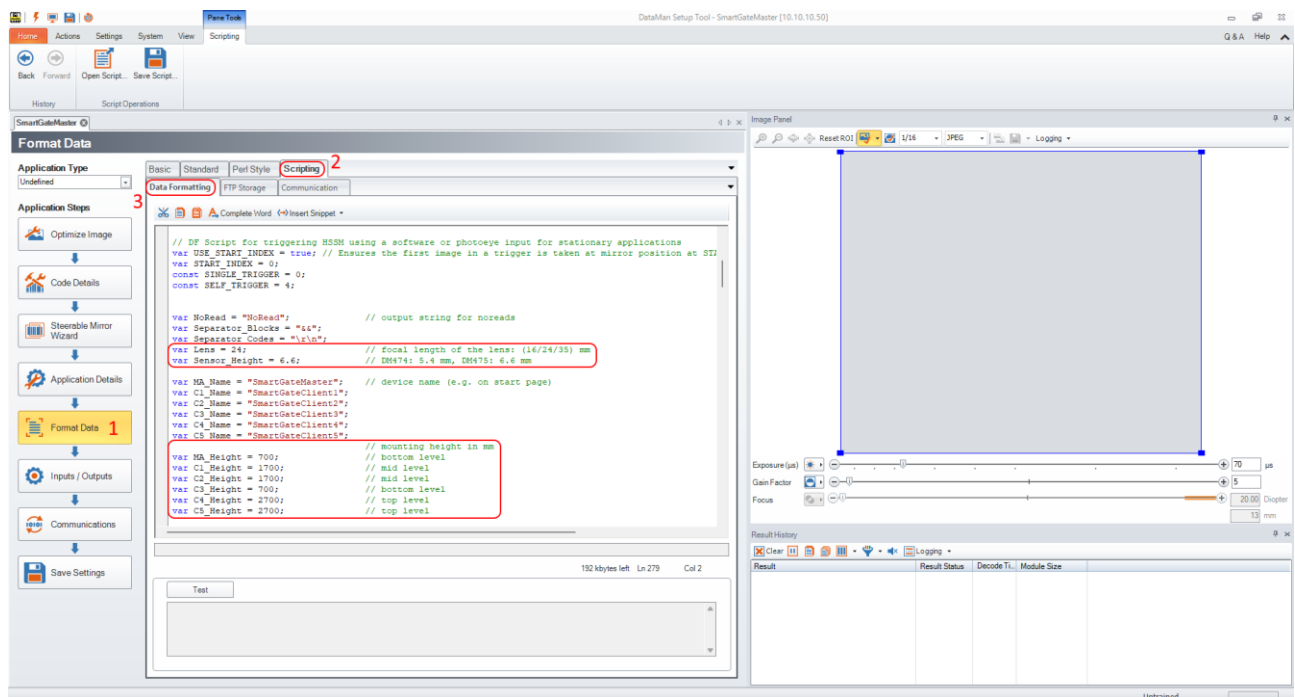 Pane Tools
DataMan Setup Tool - SmartGateMaster [10.10.10.50]
Home Actions Settings System View Scripting
Q&A Help
Back Forward Open Script... Save Script...
History Script Operations
SmartGateMaster
Format Data
Application Type
Undefined
Application Steps
Optimize Image
Code Details
Steerable Mirror
Wizard
Application Details
Format Data 1
Inputs / Outputs
Communications
Save Settings
Basic Standard Perl Style Scripting 2
3 Data Formatting FTP Storage Communication
Complete Word Insert Snippet
// DF Script for triggering HSSM using a software or photoeye input for stationary applications
var USE_START_INDEX = true; // Ensures the first image in a trigger is taken at mirror position at STA
var START_INDEX = 0;
const SINGLE_TRIGGER = 0;
const SELF_TRIGGER = 4;
var NoRead = "NoRead"; // output string for noreads
var Separator_Blocks = "&&";
var Separator_Codes = "\r\n";
var Lens = 24; // focal length of the lens: (16/24/35) mm
var Sensor_Height = 6.6; // DM474: 5.4 mm, DM475: 6.6 mm
var MA_Name = "SmartGateMaster"; // device name (e.g. on start page)
var C1_Name = "SmartGateClient1";
var C2_Name = "SmartGateClient2";
var C3_Name = "SmartGateClient3";
var C4_Name = "SmartGateClient4";
var C5_Name = "SmartGateClient5";
// mounting height in mm
var MA_Height = 700; // bottom level
var C1_Height = 1700; // mid level
var C2_Height = 1700; // mid level
var C3_Height = 700; // bottom level
var C4_Height = 2700; // top level
var C5_Height = 2700; // top level
192 kbytes left Ln 279 Col 2
Test
Image Panel
Reset ROI 1/16 JPEG Logging
Exposure (µs) 70 µs
Gain Factor 5
Focus 20.00 Diopter
13 mm
Result History
Clear Logging
Result Result Status Decode Ti... Module Size
Untrained